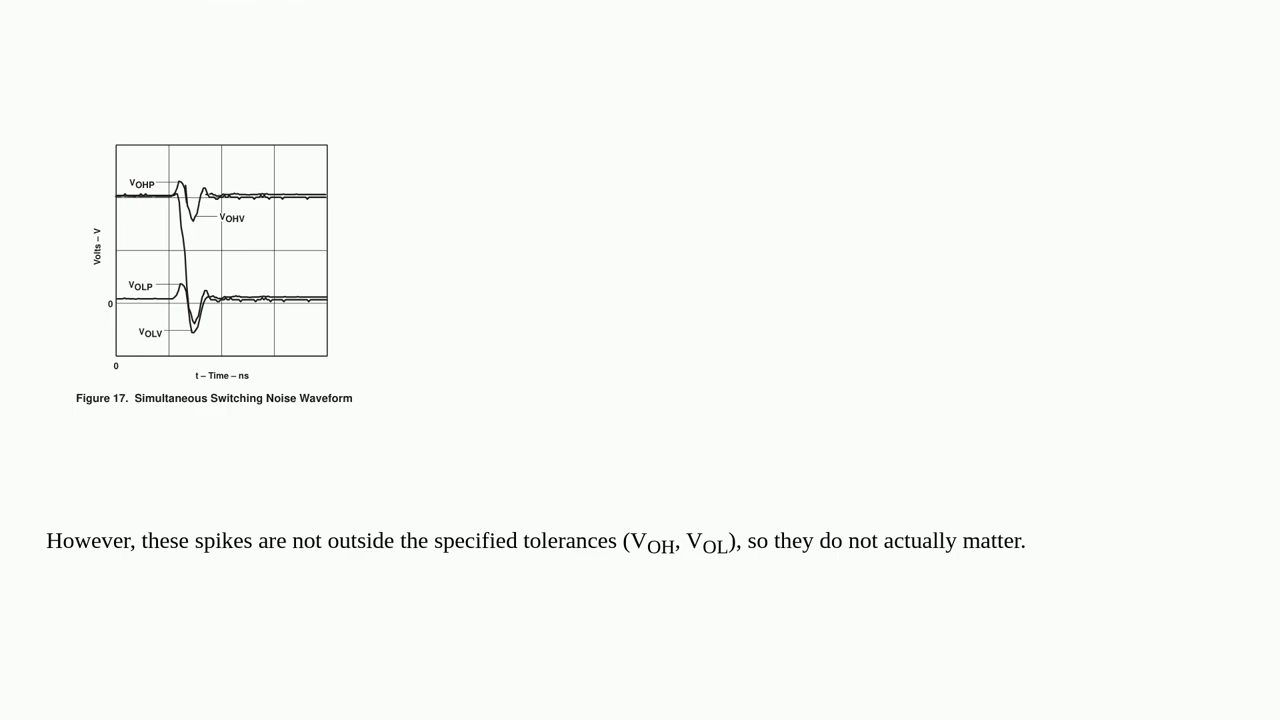 VOHP
VOHV
Volts – V
VOLP
0
VOLV
0
t – Time – ns
Figure 17. Simultaneous Switching Noise Waveform
However, these spikes are not outside the specified tolerances (VOH, VOL), so they do not actually matter.